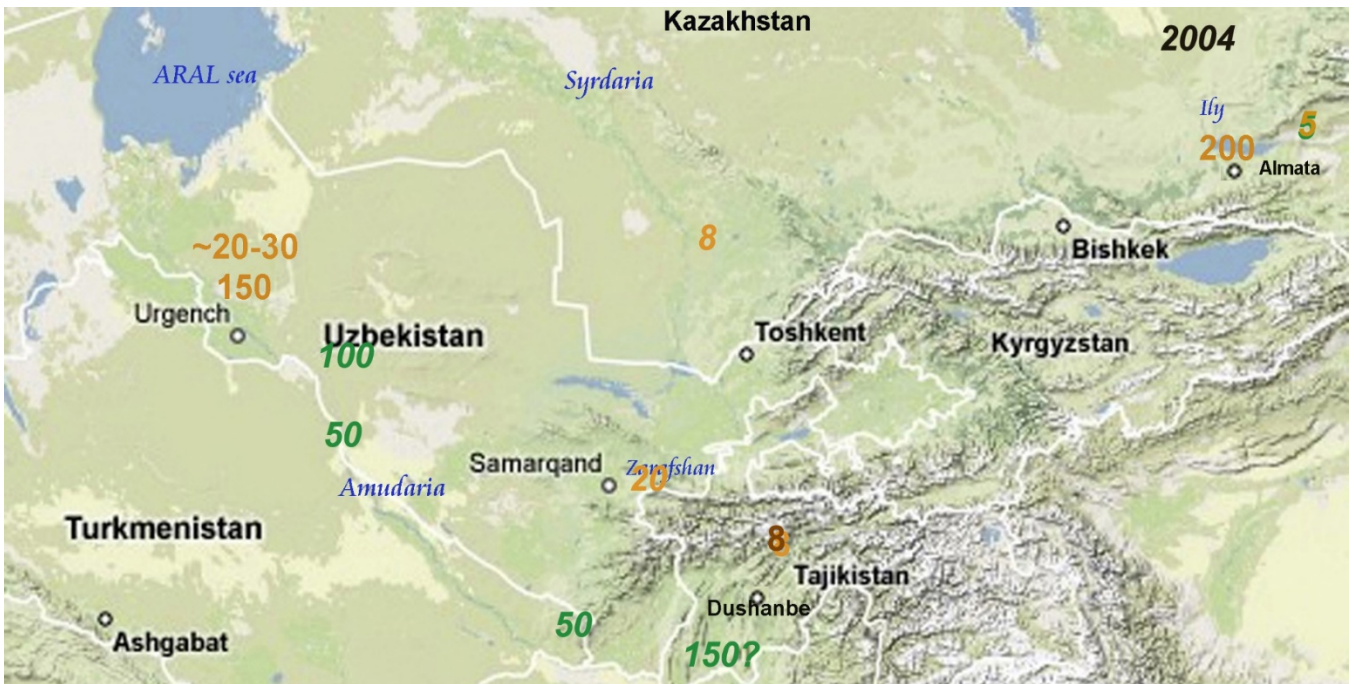 Kazakhstan
2004
ARAL sea
Syrdaria
Ily
5
200
Almata
~20-30
8
150
Bishkek
Urgench
Uzbekistan
Toshkent
Kyrgyzstan
100
50
Samarqand
Zarafshan
20
Amudaria
Turkmenistan
8
Tajikistan
Dushanbe
Ashgabat
50
150?